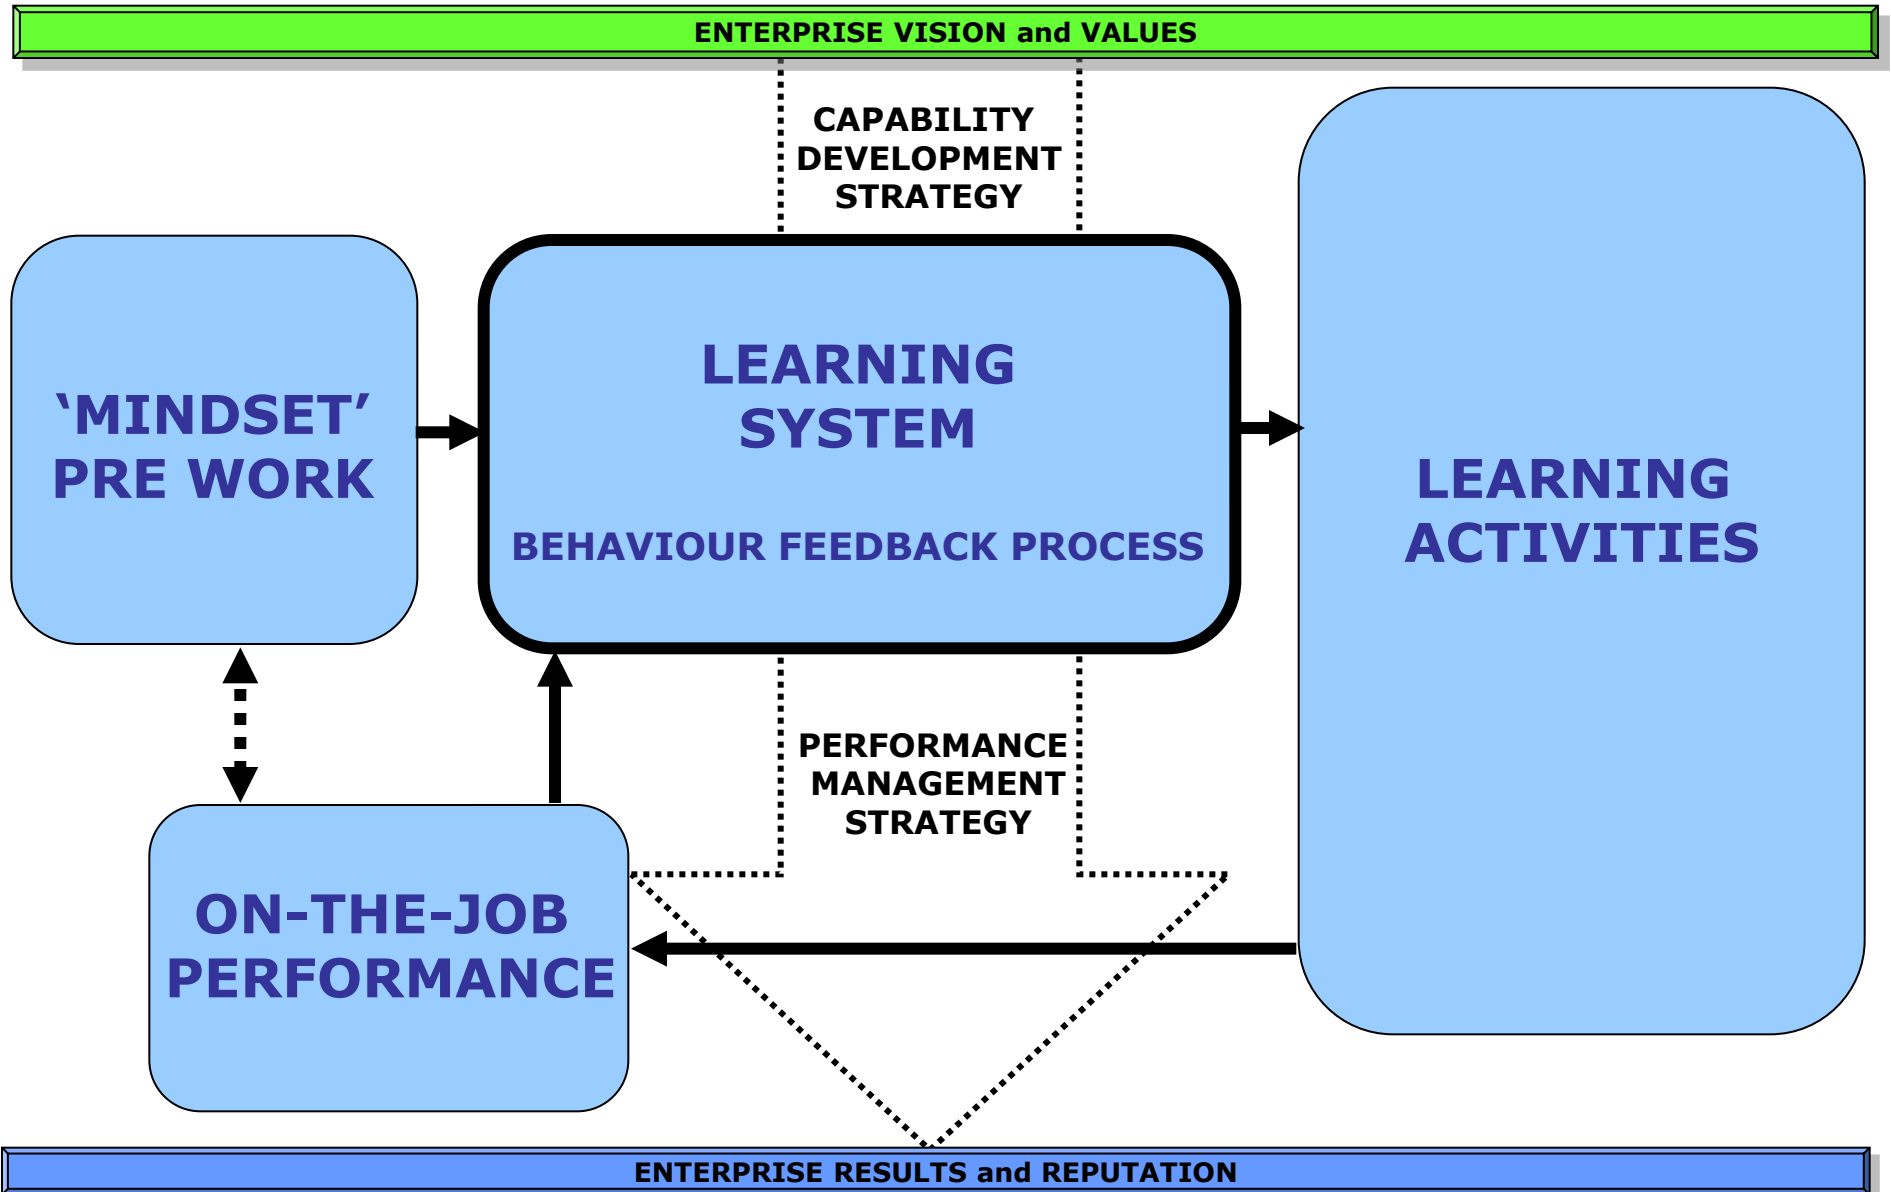 ENTERPRISE VISION and VALUES
CAPABILITY
DEVELOPMENT
STRATEGY
‘MINDSET’
PRE WORK
LEARNING
SYSTEM
BEHAVIOUR FEEDBACK PROCESS
LEARNING
ACTIVITIES
PERFORMANCE
MANAGEMENT
STRATEGY
ON-THE-JOB
PERFORMANCE
ENTERPRISE RESULTS and REPUTATION